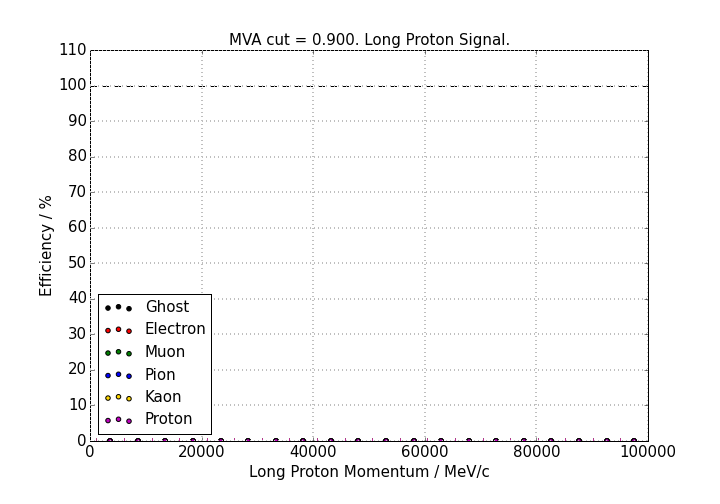 MVA cut = 0.900. Long Proton Signal.
110
100
90
80
70
60
50
40
30
20
10
0
Efficiency / %
Ghost
Electron
Muon
Pion
Kaon
Proton
0 20000 40000 60000 80000 100000
Long Proton Momentum / MeV/c